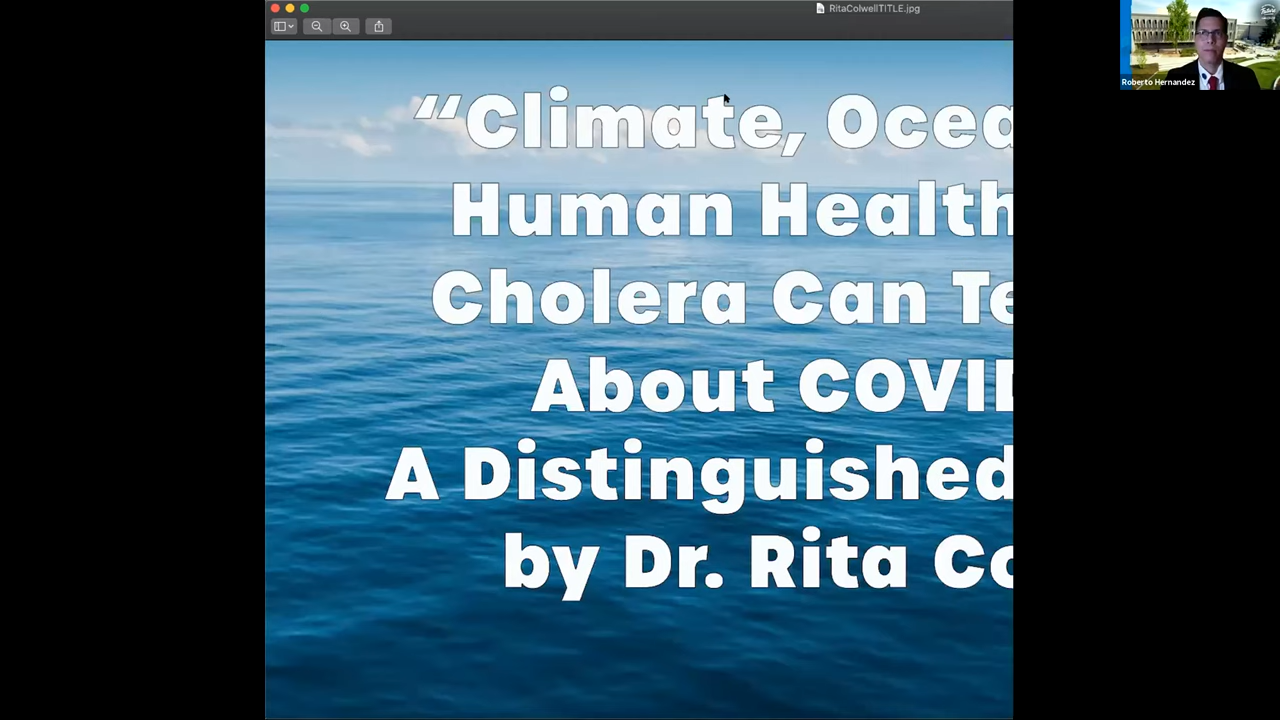 RitaColwellTITLE.jpg
“Climate, Ocea
Human Health
Cholera Can Te
About COVI
A Distinguished
by Dr. Rita Co
Roberto Hernandez